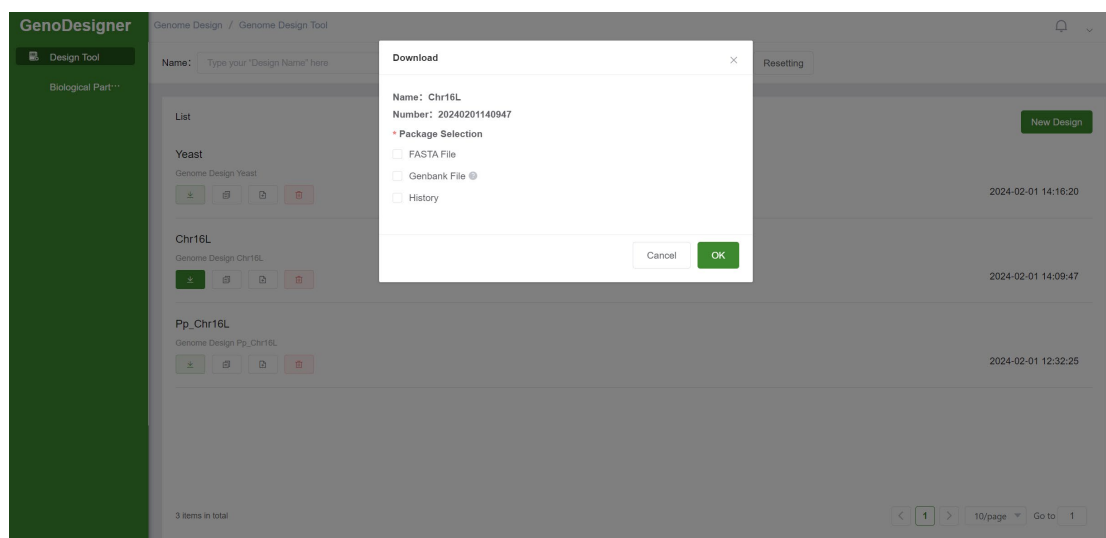 GenoDesigner
Genome Design / Genome Design Tool
Design Tool
Biological Part···
Name： Type your "Design Name" here
Resetting
Download
Name：Chr16L
Number：20240201140947
* Package Selection
FASTA File
Genbank File
History
Cancel
OK
List
New Design
Yeast
Genome Design Yeast
2024-02-01 14:16:20
Chr16L
Genome Design Chr16L
2024-02-01 14:09:47
Pp_Chr16L
Genome Design Pp_Chr16L
2024-02-01 12:32:25
3 items in total
1
10/page
Go to 1